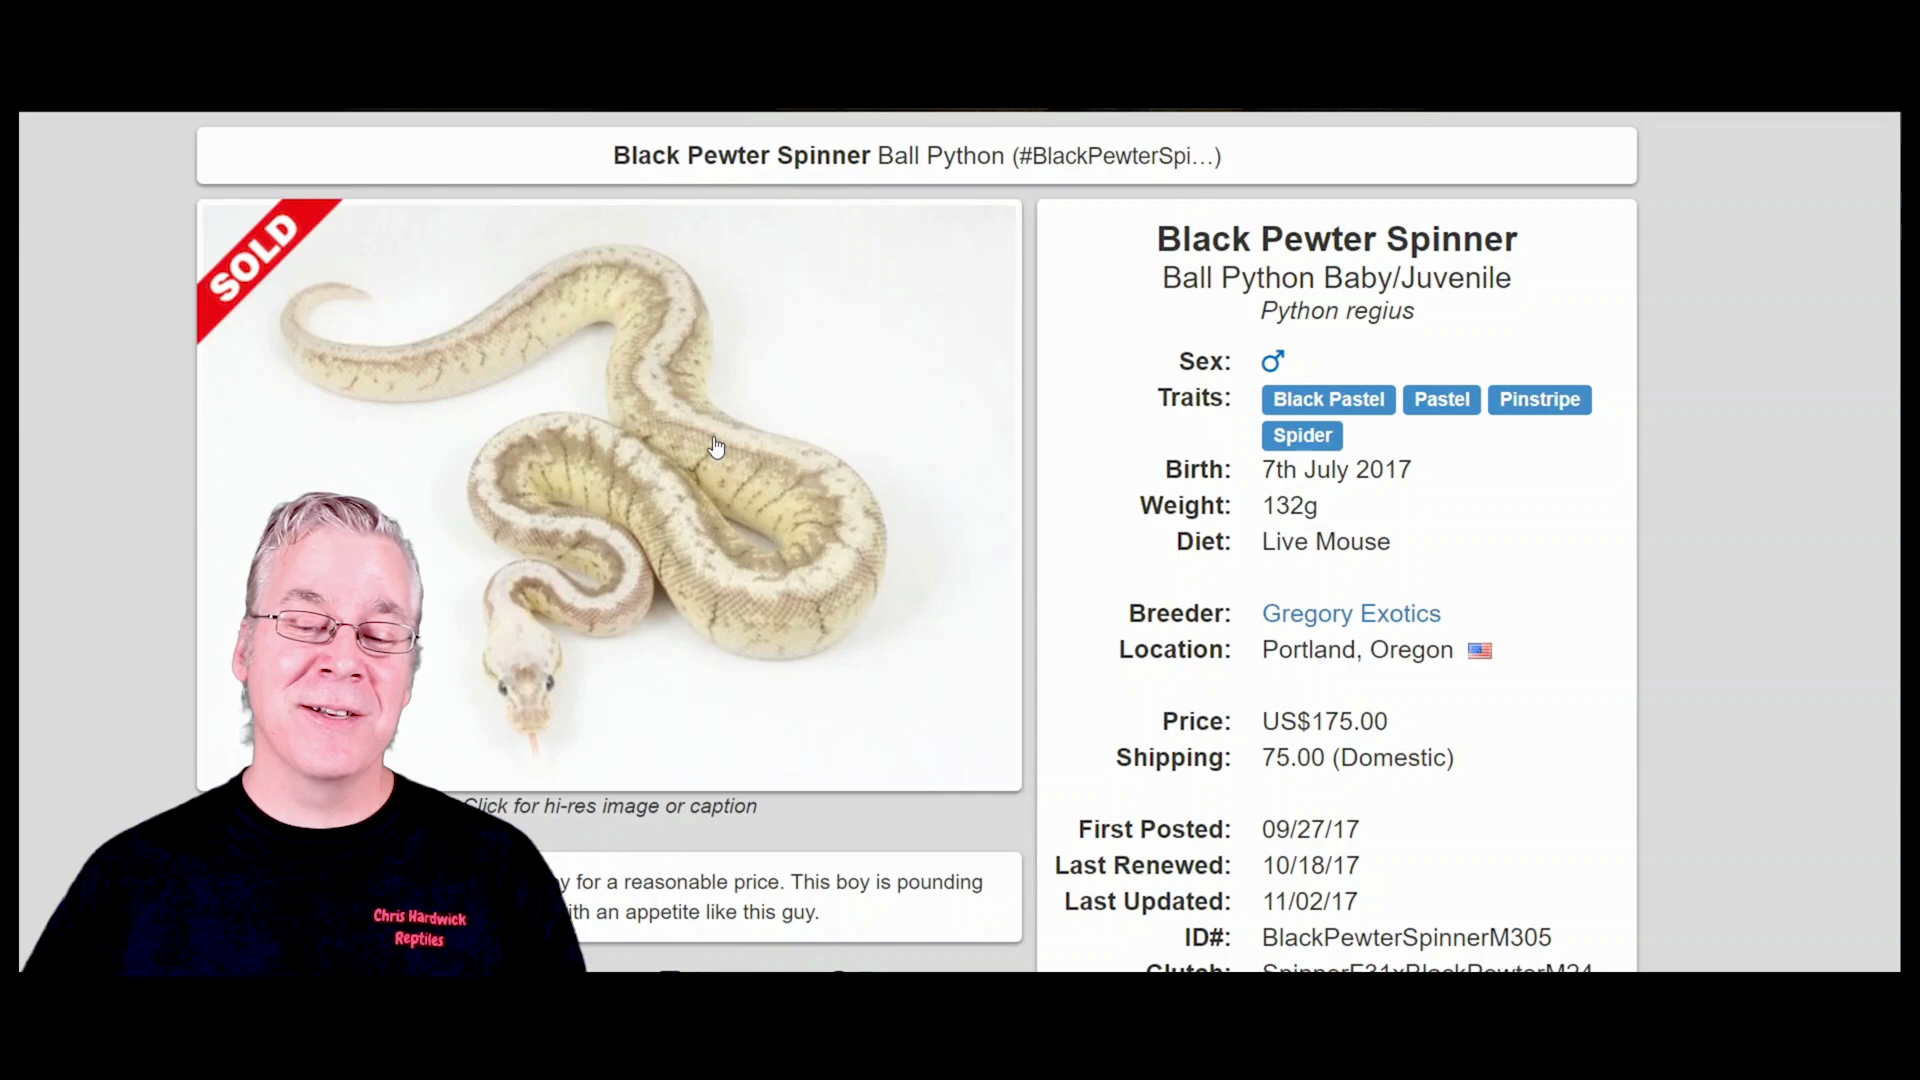 Black Pewter Spinner Ball Python (#BlackPewterSpi...)
SOLD
Black Pewter Spinner
Ball Python Baby/Juvenile
Python regius
Sex: ♂
Traits: Black Pastel Pastel Pinstripe
Spider
Birth: 7th July 2017
Weight: 132g
Diet: Live Mouse
Breeder: Gregory Exotics
Location: Portland, Oregon
Price: US$175.00
Shipping: 75.00 (Domestic)
First Posted: 09/27/17
Last Renewed: 10/18/17
Last Updated: 11/02/17
ID#: BlackPewterSpinnerM305
Clutch: SpinnerF31xBlackPewterM24
Click for hi-res image or caption
y for a reasonable price. This boy is pounding
ith an appetite like this guy.
Chris Hardwick
Reptiles